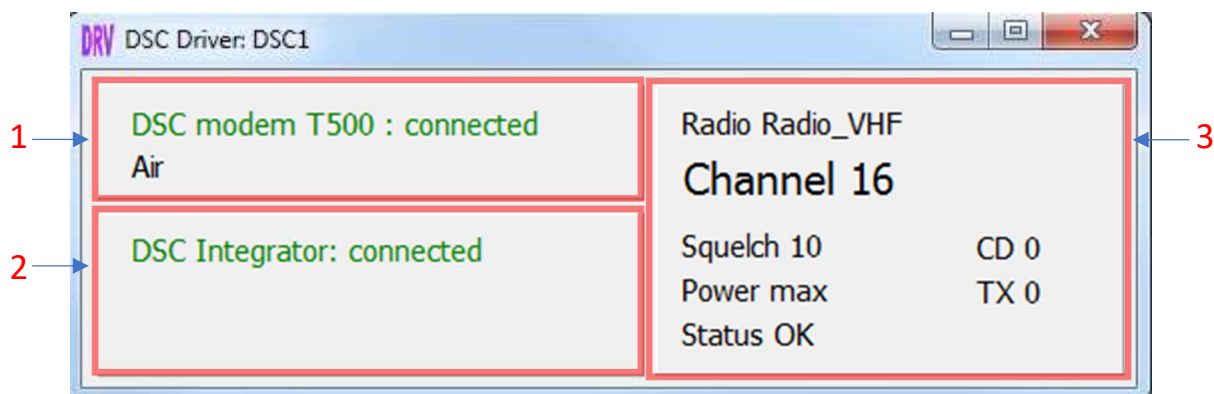 DRV DSC Driver: DSC1
1
DSC modem T500 : connected
Air
2
DSC Integrator: connected
3
Radio Radio_VHF
Channel 16
Squelch 10 CD 0
Power max TX 0
Status OK